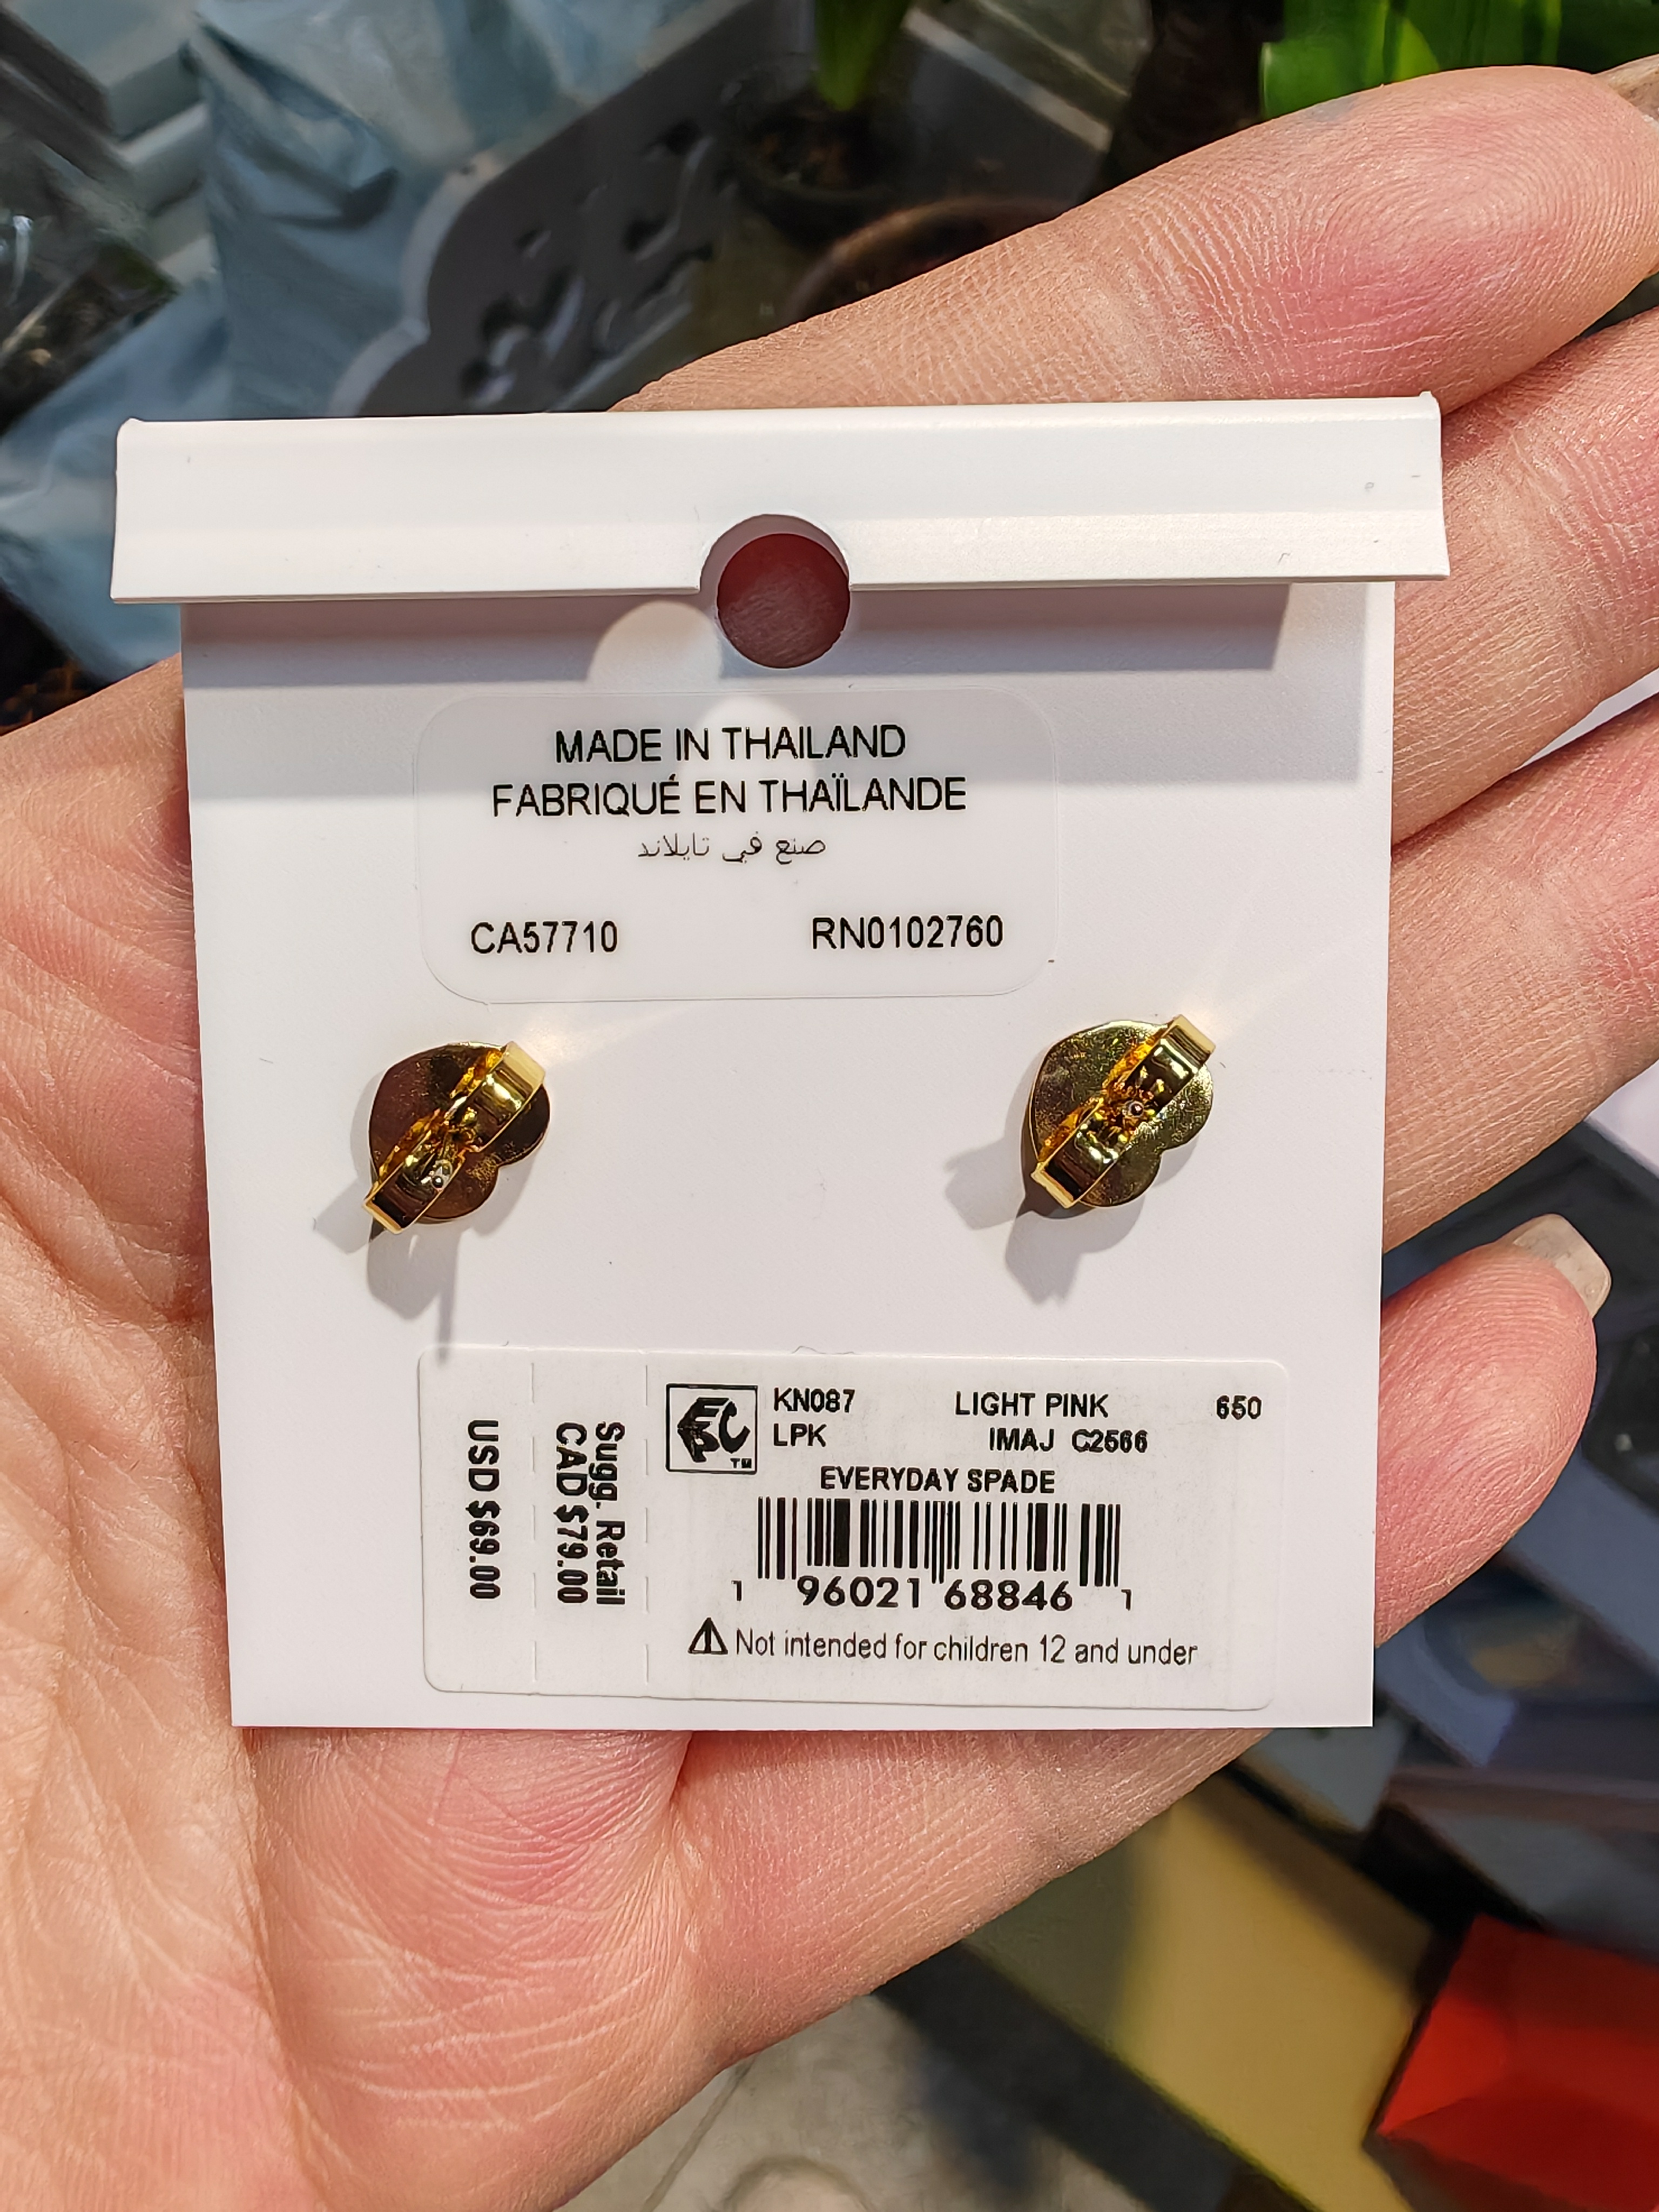 MADE IN THAILAND
FABRIQUÉ EN THAÏLANDE
صنع في تايلاند
CA57710 RN0102760
USD $69.00
Sugg. Retail
CAD $79.00
KN087 LIGHT PINK 650
LPK IMAJ C2566
EVERYDAY SPADE
1 96021 68846 1
Not intended for children 12 and under